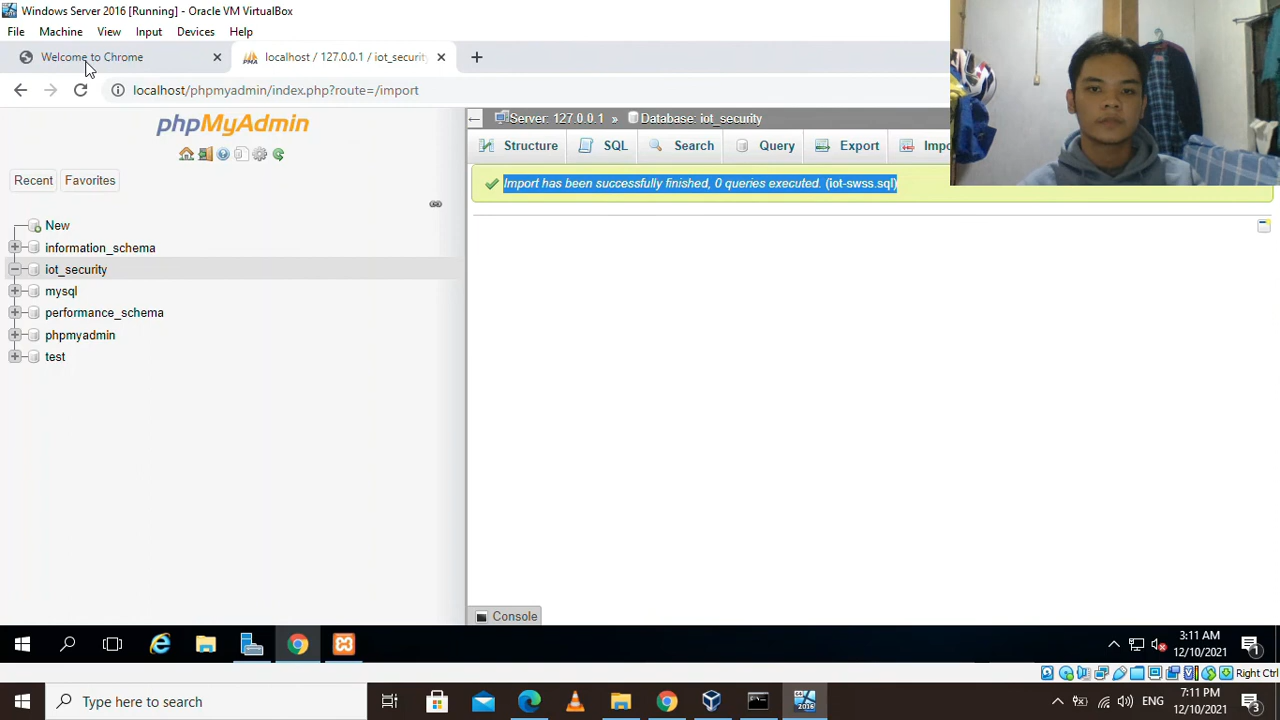 Windows Server 2016 [Running] - Oracle VM VirtualBox
File Machine View Input Devices Help
Welcome to Chrome
localhost / 127.0.0.1 / iot_security
localhost/phpmyadmin/index.php?route=/import
phpMyAdmin
Recent Favorites
New
information_schema
iot_security
mysql
performance_schema
phpmyadmin
test
Server: 127.0.0.1 » Database: iot_security
Structure SQL Search Query Export Impo
Import has been successfully finished, 0 queries executed. (iot-swss.sql)
Console
3:11 AM
12/10/2021
1
Right Ctrl
Type here to search
2016
ENG
7:11 PM
12/10/2021
3